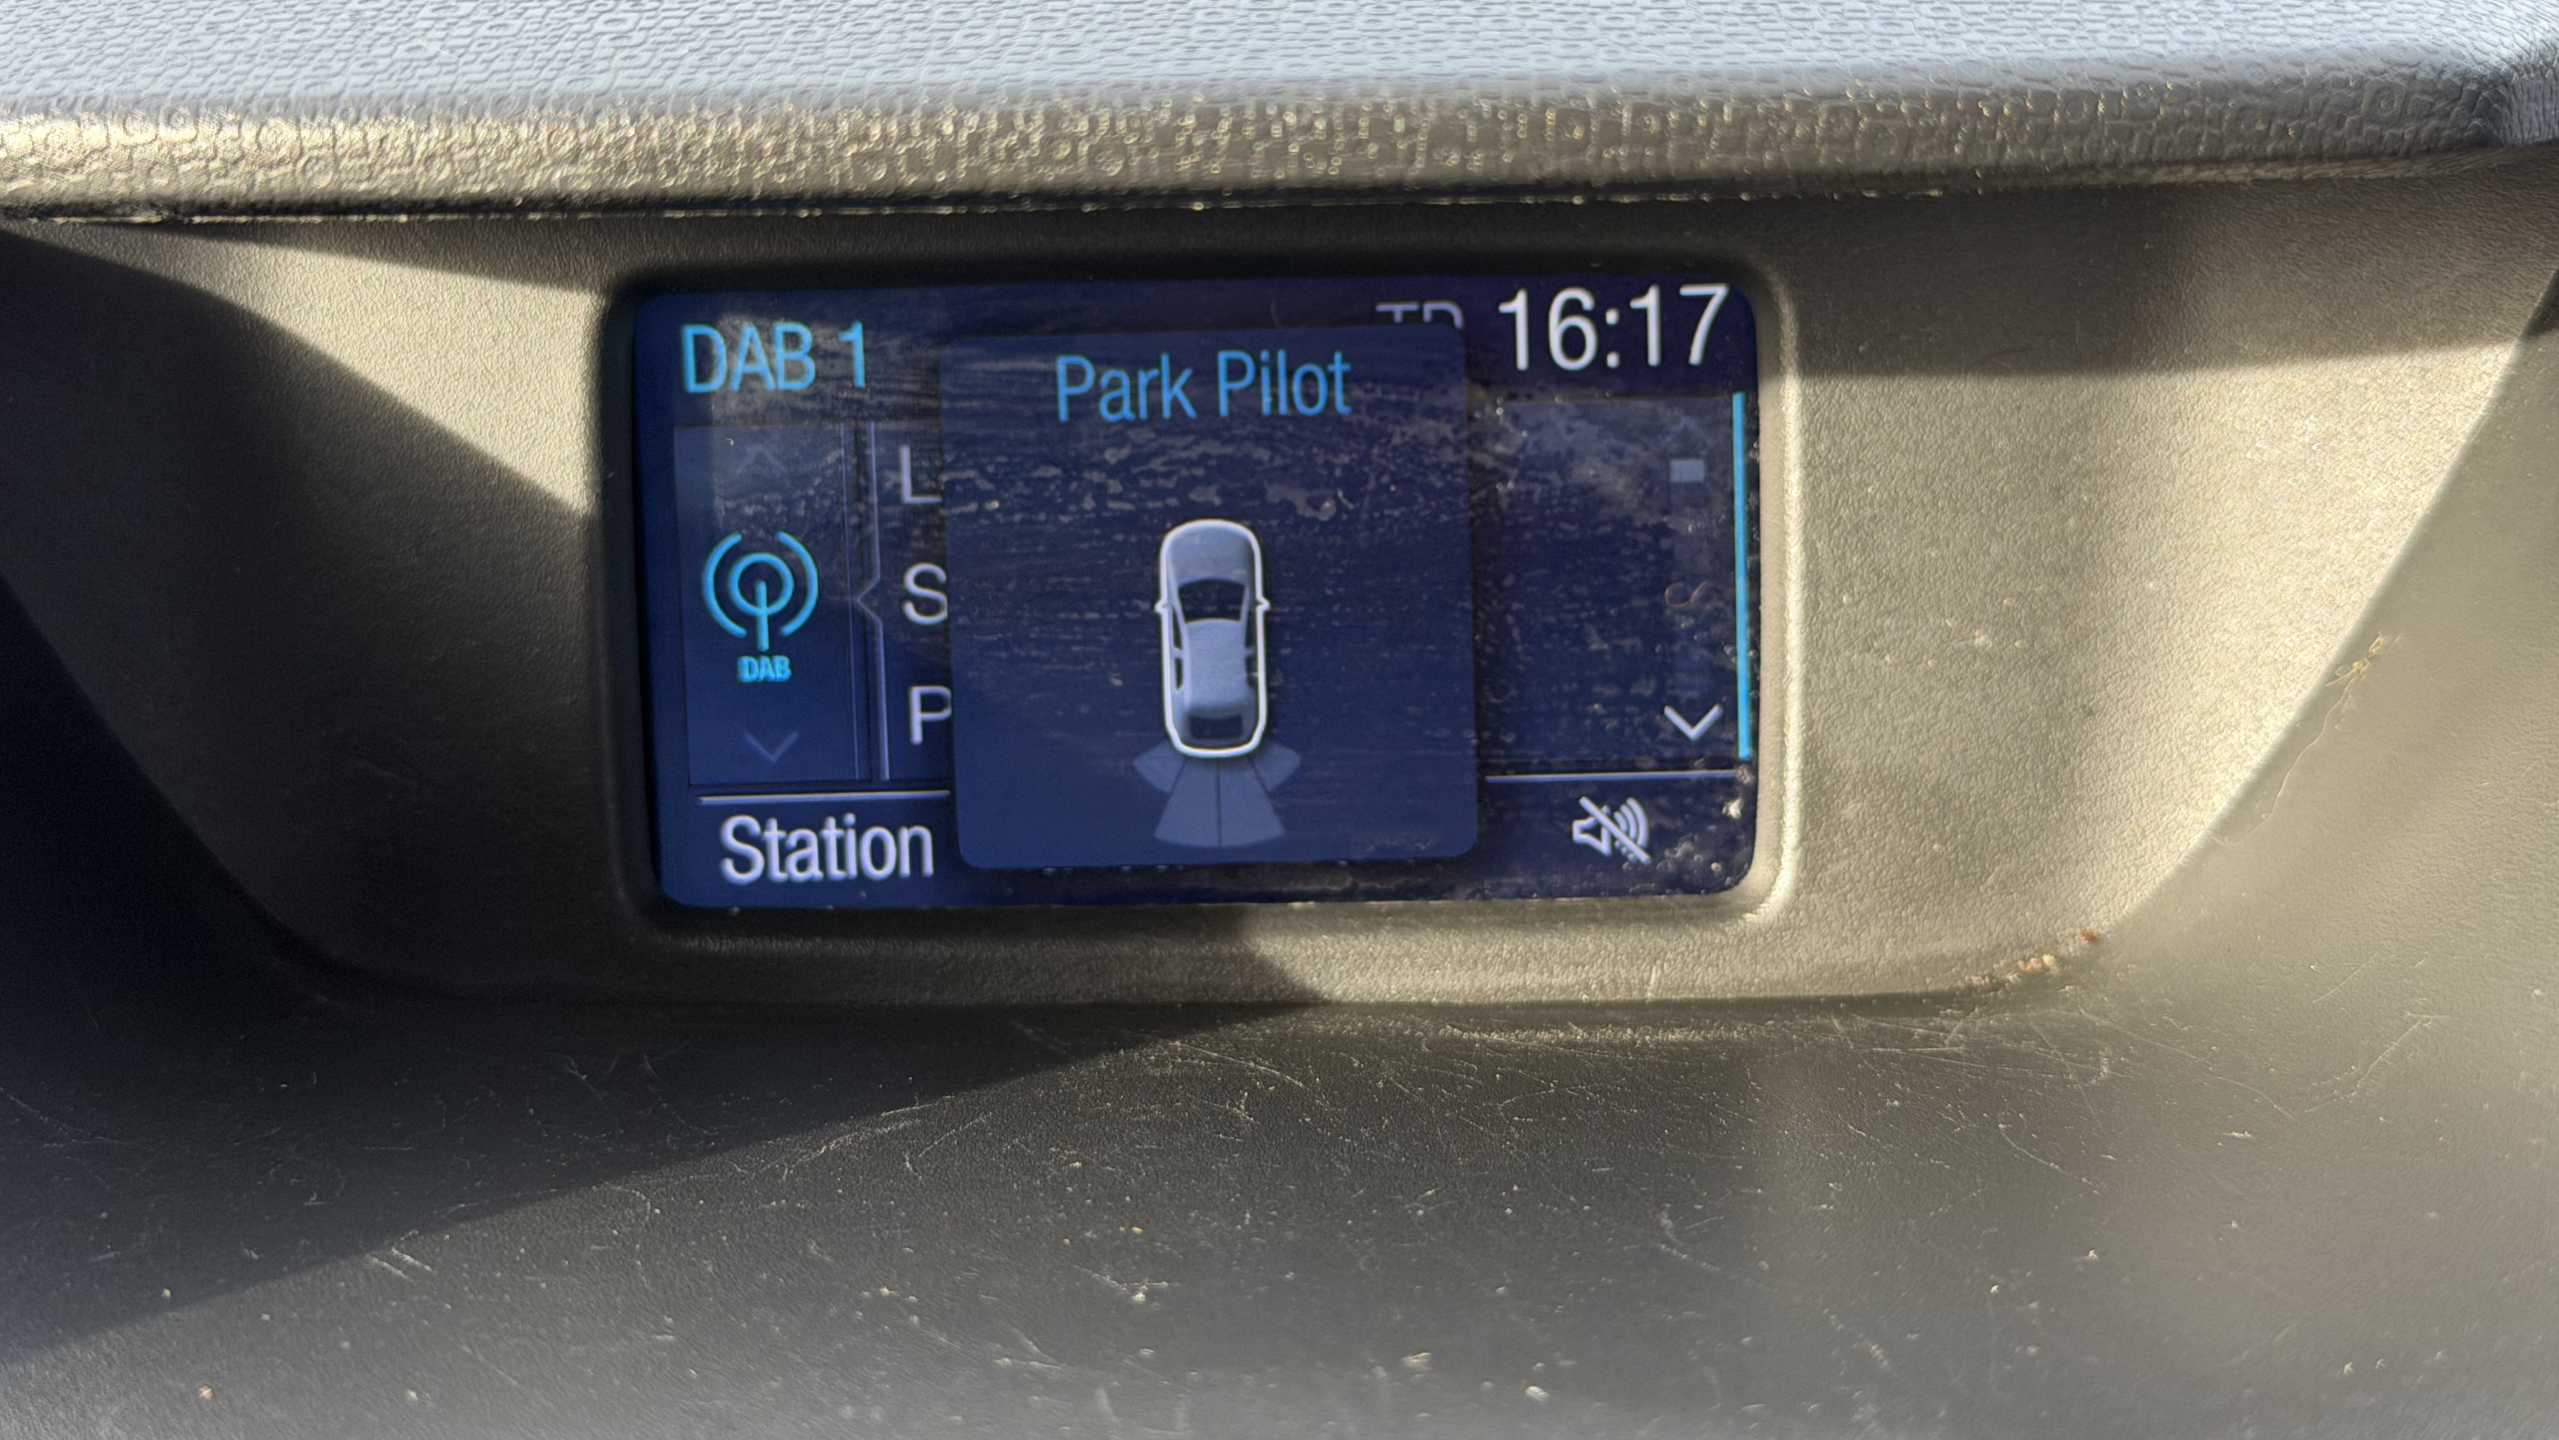 DAB 1
16:17
Park Pilot
L
S
DAB
P
Station